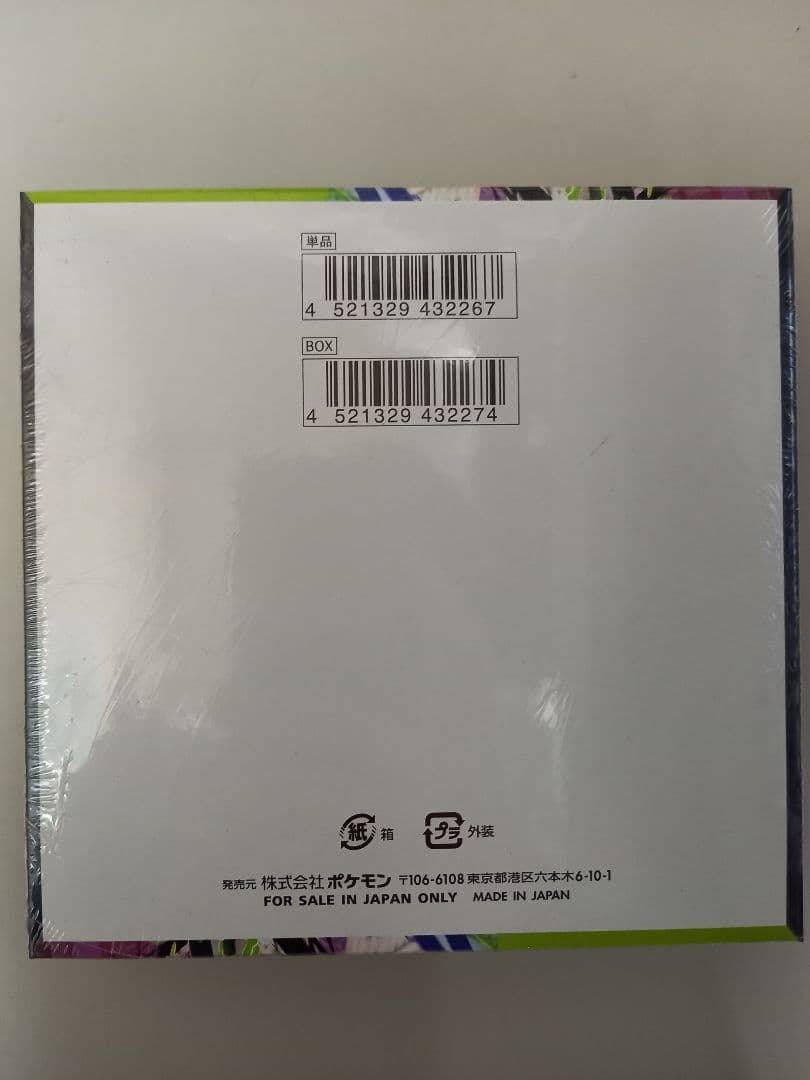 単品
4 521329 432267
BOX
4 521329 432274
紙 箱 プラ 外装
発売元 株式会社 ポケモン 〒106-6108 東京都港区六本木6-10-1
FOR SALE IN JAPAN ONLY MADE IN JAPAN